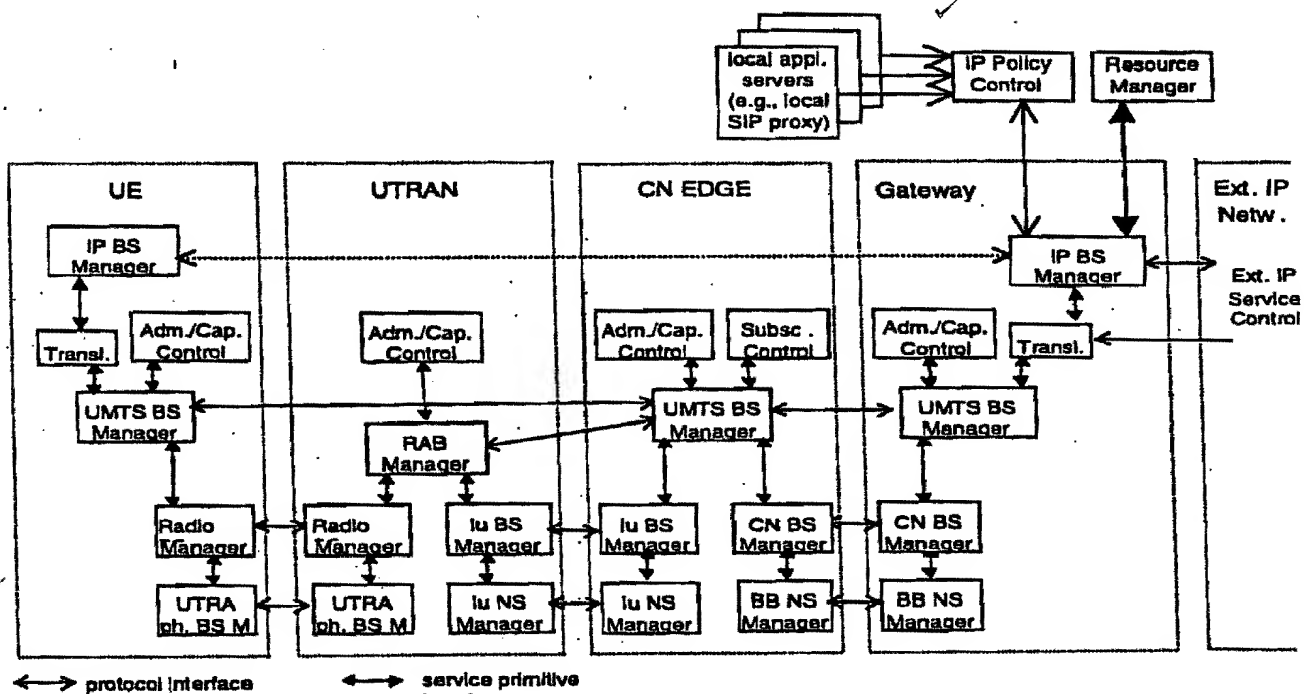 local appl.
servers
(e.g., local
SIP proxy)
IP Policy
Control
Resource
Manager
UE
UTRAN
CN EDGE
Gateway
Ext. IP
Netw.
IP BS
Manager
IP BS
Manager
Ext. IP
Service
Control
Transl.
Adm./Cap.
Control
Adm./Cap.
Control
Adm./Cap.
Control
Subsc.
Control
Adm./Cap.
Control
Transl.
UMTS BS
Manager
RAB
Manager
UMTS BS
Manager
UMTS BS
Manager
Radio
Manager
Radio
Manager
Iu BS
Manager
Iu BS
Manager
CN BS
Manager
CN BS
Manager
UTRA
ph. BS M
UTRA
ph. BS M
Iu NS
Manager
Iu NS
Manager
BB NS
Manager
BB NS
Manager
protocol interface
service primitive